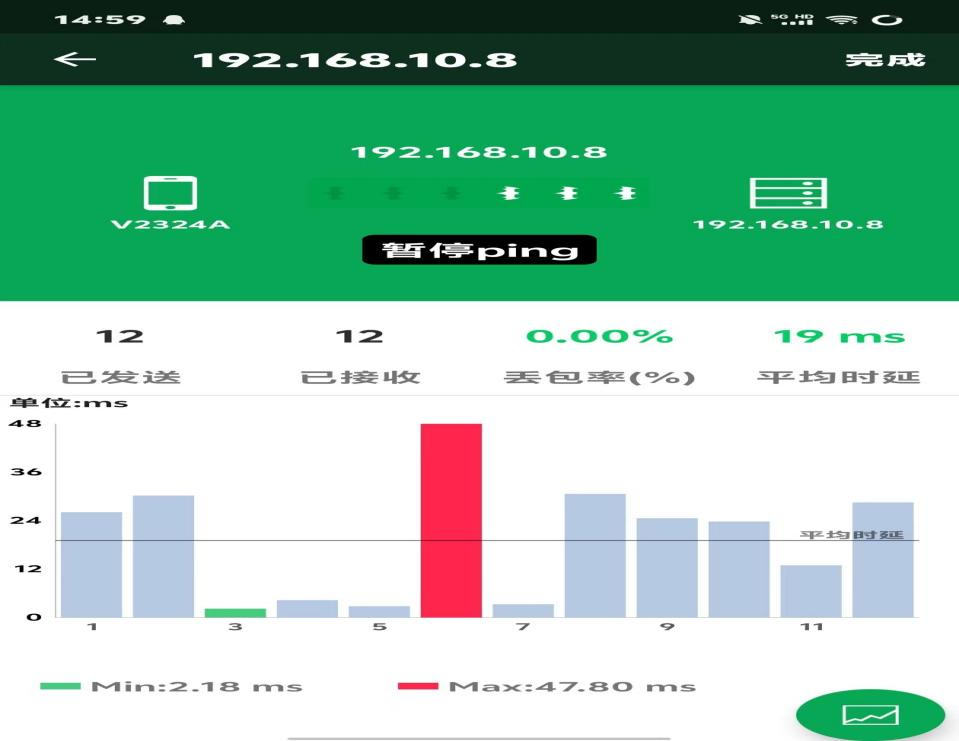 14:59
5G HD
192.168.10.8 完成
192.168.10.8
V2324A 192.168.10.8
暂停ping
12 12 0.00% 19 ms
已发送 已接收 丢包率(%) 平均时延
单位:ms
48
36
24
平均时延
12
0
1 3 5 7 9 11
Min:2.18 ms Max:47.80 ms